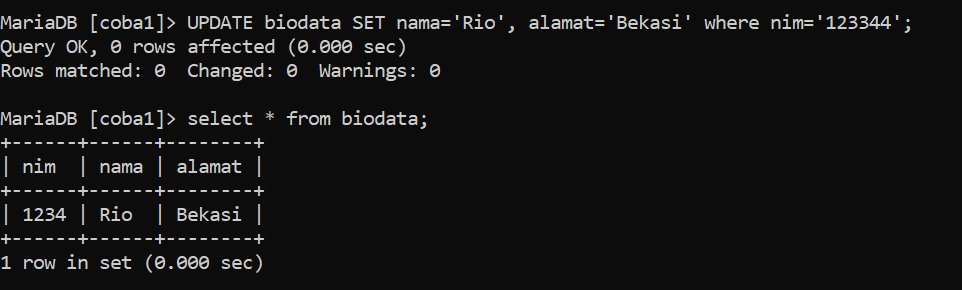 MariaDB [coba1]> UPDATE biodata SET nama='Rio', alamat='Bekasi' where nim='123344';
Query OK, 0 rows affected (0.000 sec)
Rows matched: 0  Changed: 0  Warnings: 0

MariaDB [coba1]> select * from biodata;
+------+------+--------+
| nim  | nama | alamat |
+------+------+--------+
| 1234 | Rio  | Bekasi |
+------+------+--------+
1 row in set (0.000 sec)